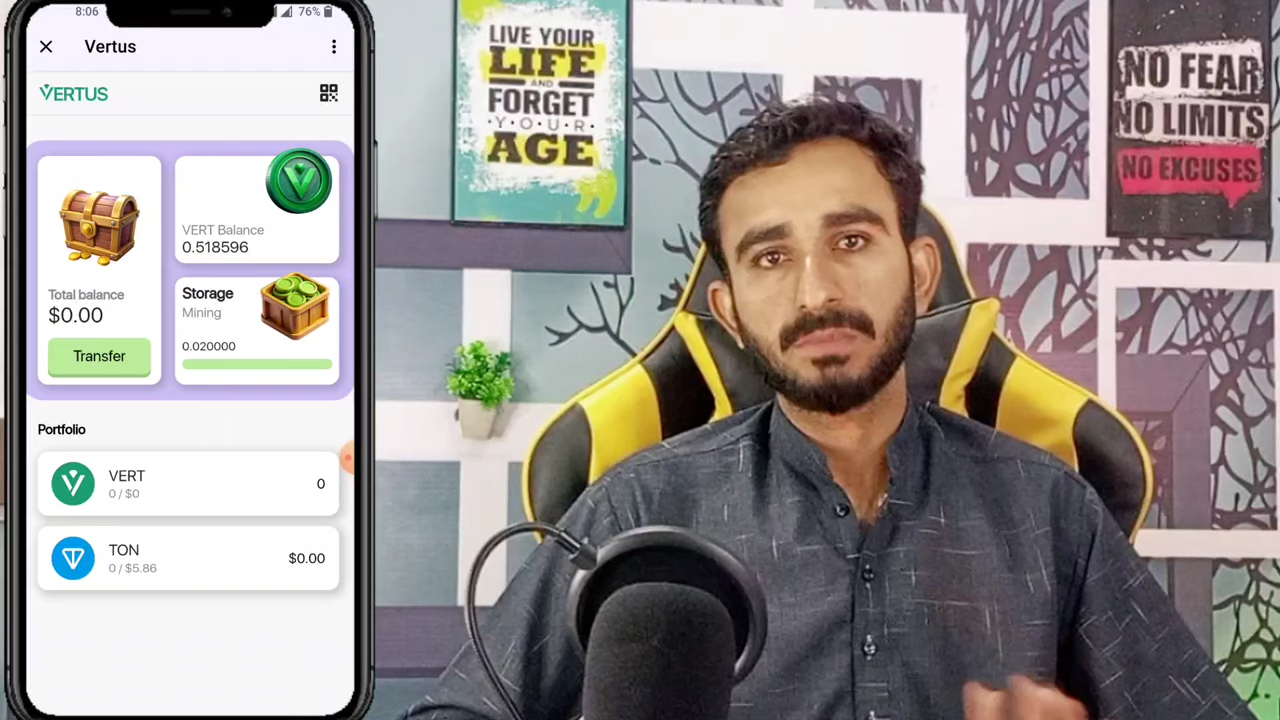 8:06
76%
Vertus
VERTUS
VERT Balance
0.518596
Total balance
$0.00
Transfer
Storage
Mining
0.020000
Portfolio
VERT
0 / $0
0
TON
0 / $5.86
$0.00
LIVE YOUR
LIFE
AND
FORGET
·Y·O·U·R·
AGE
NO FEAR
NO LIMITS
NO EXCUSES